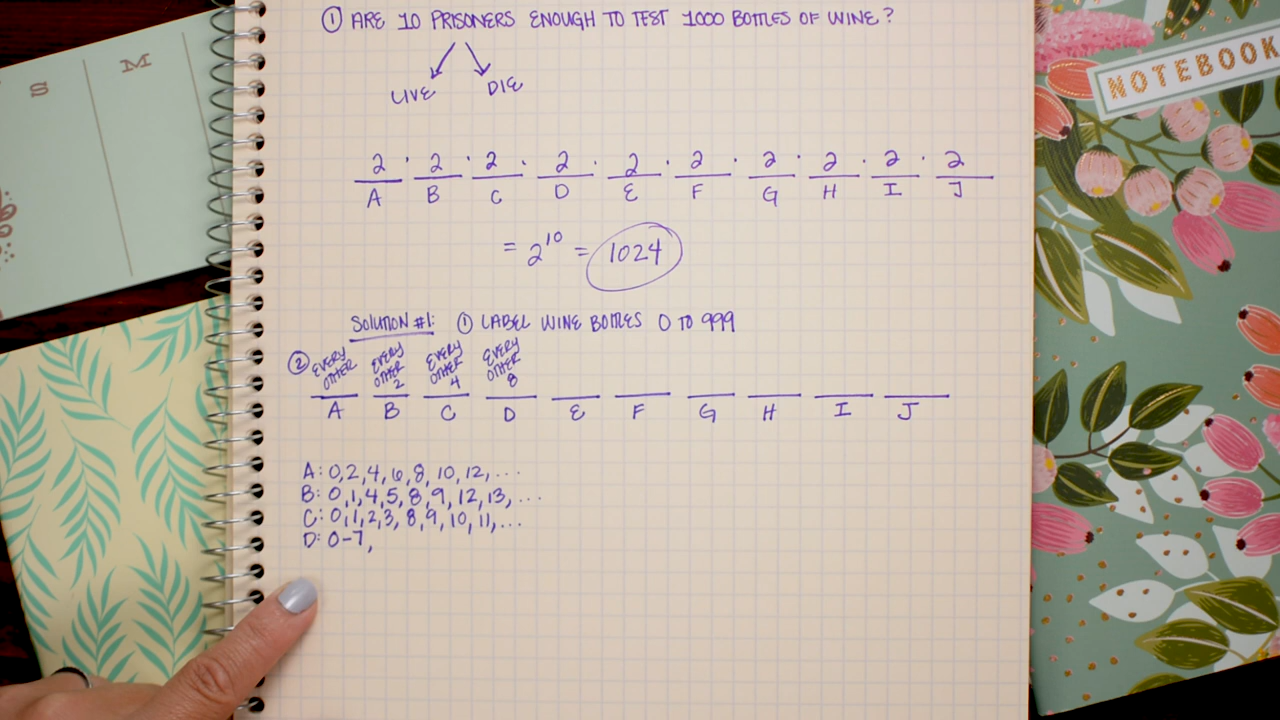 S M
NOTEBOOK
① ARE 10 PRISONERS ENOUGH TO TEST 1000 BOTTLES OF WINE?
LIVE DIE
2 · 2 · 2 · 2 · 2 · 2 · 2 · 2 · 2 · 2
A B C D E F G H I J
= 2^10 = 1024
SOLUTION #1: ① LABEL WINE BOTTLES 0 TO 999
② EVERY OTHER EVERY OTHER 2 EVERY OTHER 4 EVERY OTHER 8
A B C D E F G H I J
A: 0,2,4,6,8,10,12,...
B: 0,1,4,5,8,9,12,13,...
C: 0,1,2,3,8,9,10,11,...
D: 0-7,